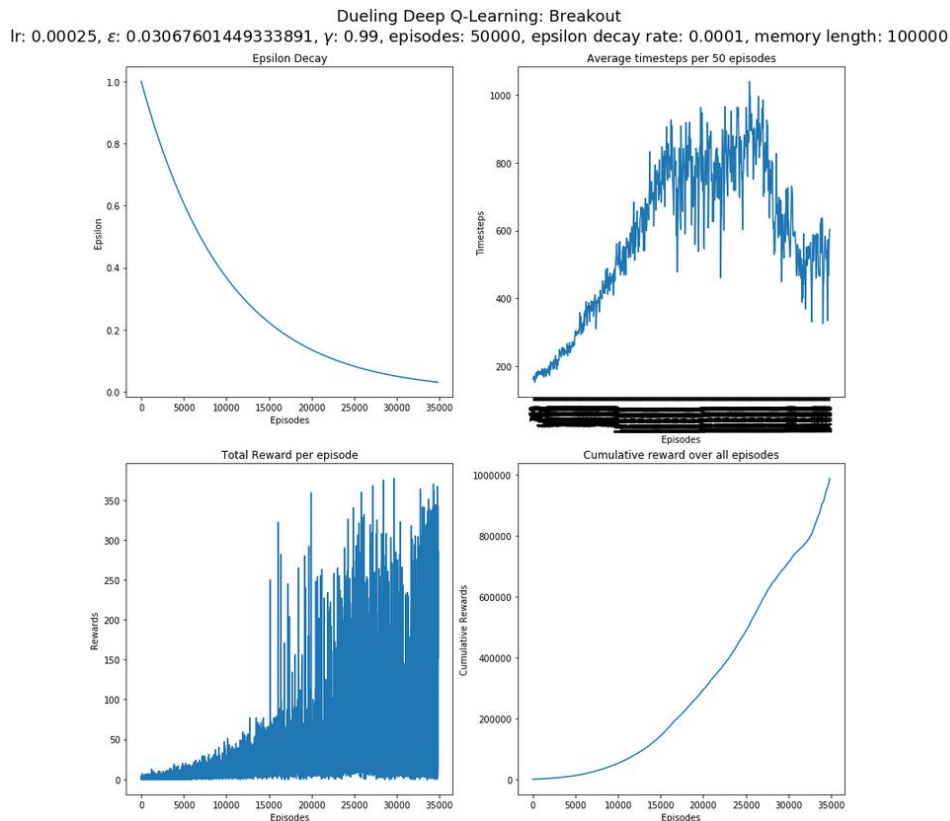 Dueling Deep Q-Learning: Breakout
lr: 0.00025, ε: 0.03067601449333891, γ: 0.99, episodes: 50000, epsilon decay rate: 0.0001, memory length: 100000
Epsilon Decay
1.0
0.8
0.6
0.4
0.2
0.0
Epsilon
0 5000 10000 15000 20000 25000 30000 35000
Episodes
Average timesteps per 50 episodes
1000
800
600
400
200
Timesteps
Episodes
Total Reward per episode
350
300
250
200
150
100
50
0
Rewards
0 5000 10000 15000 20000 25000 30000 35000
Episodes
Cumulative reward over all episodes
1000000
800000
600000
400000
200000
0
Cumulative Rewards
0 5000 10000 15000 20000 25000 30000 35000
Episodes